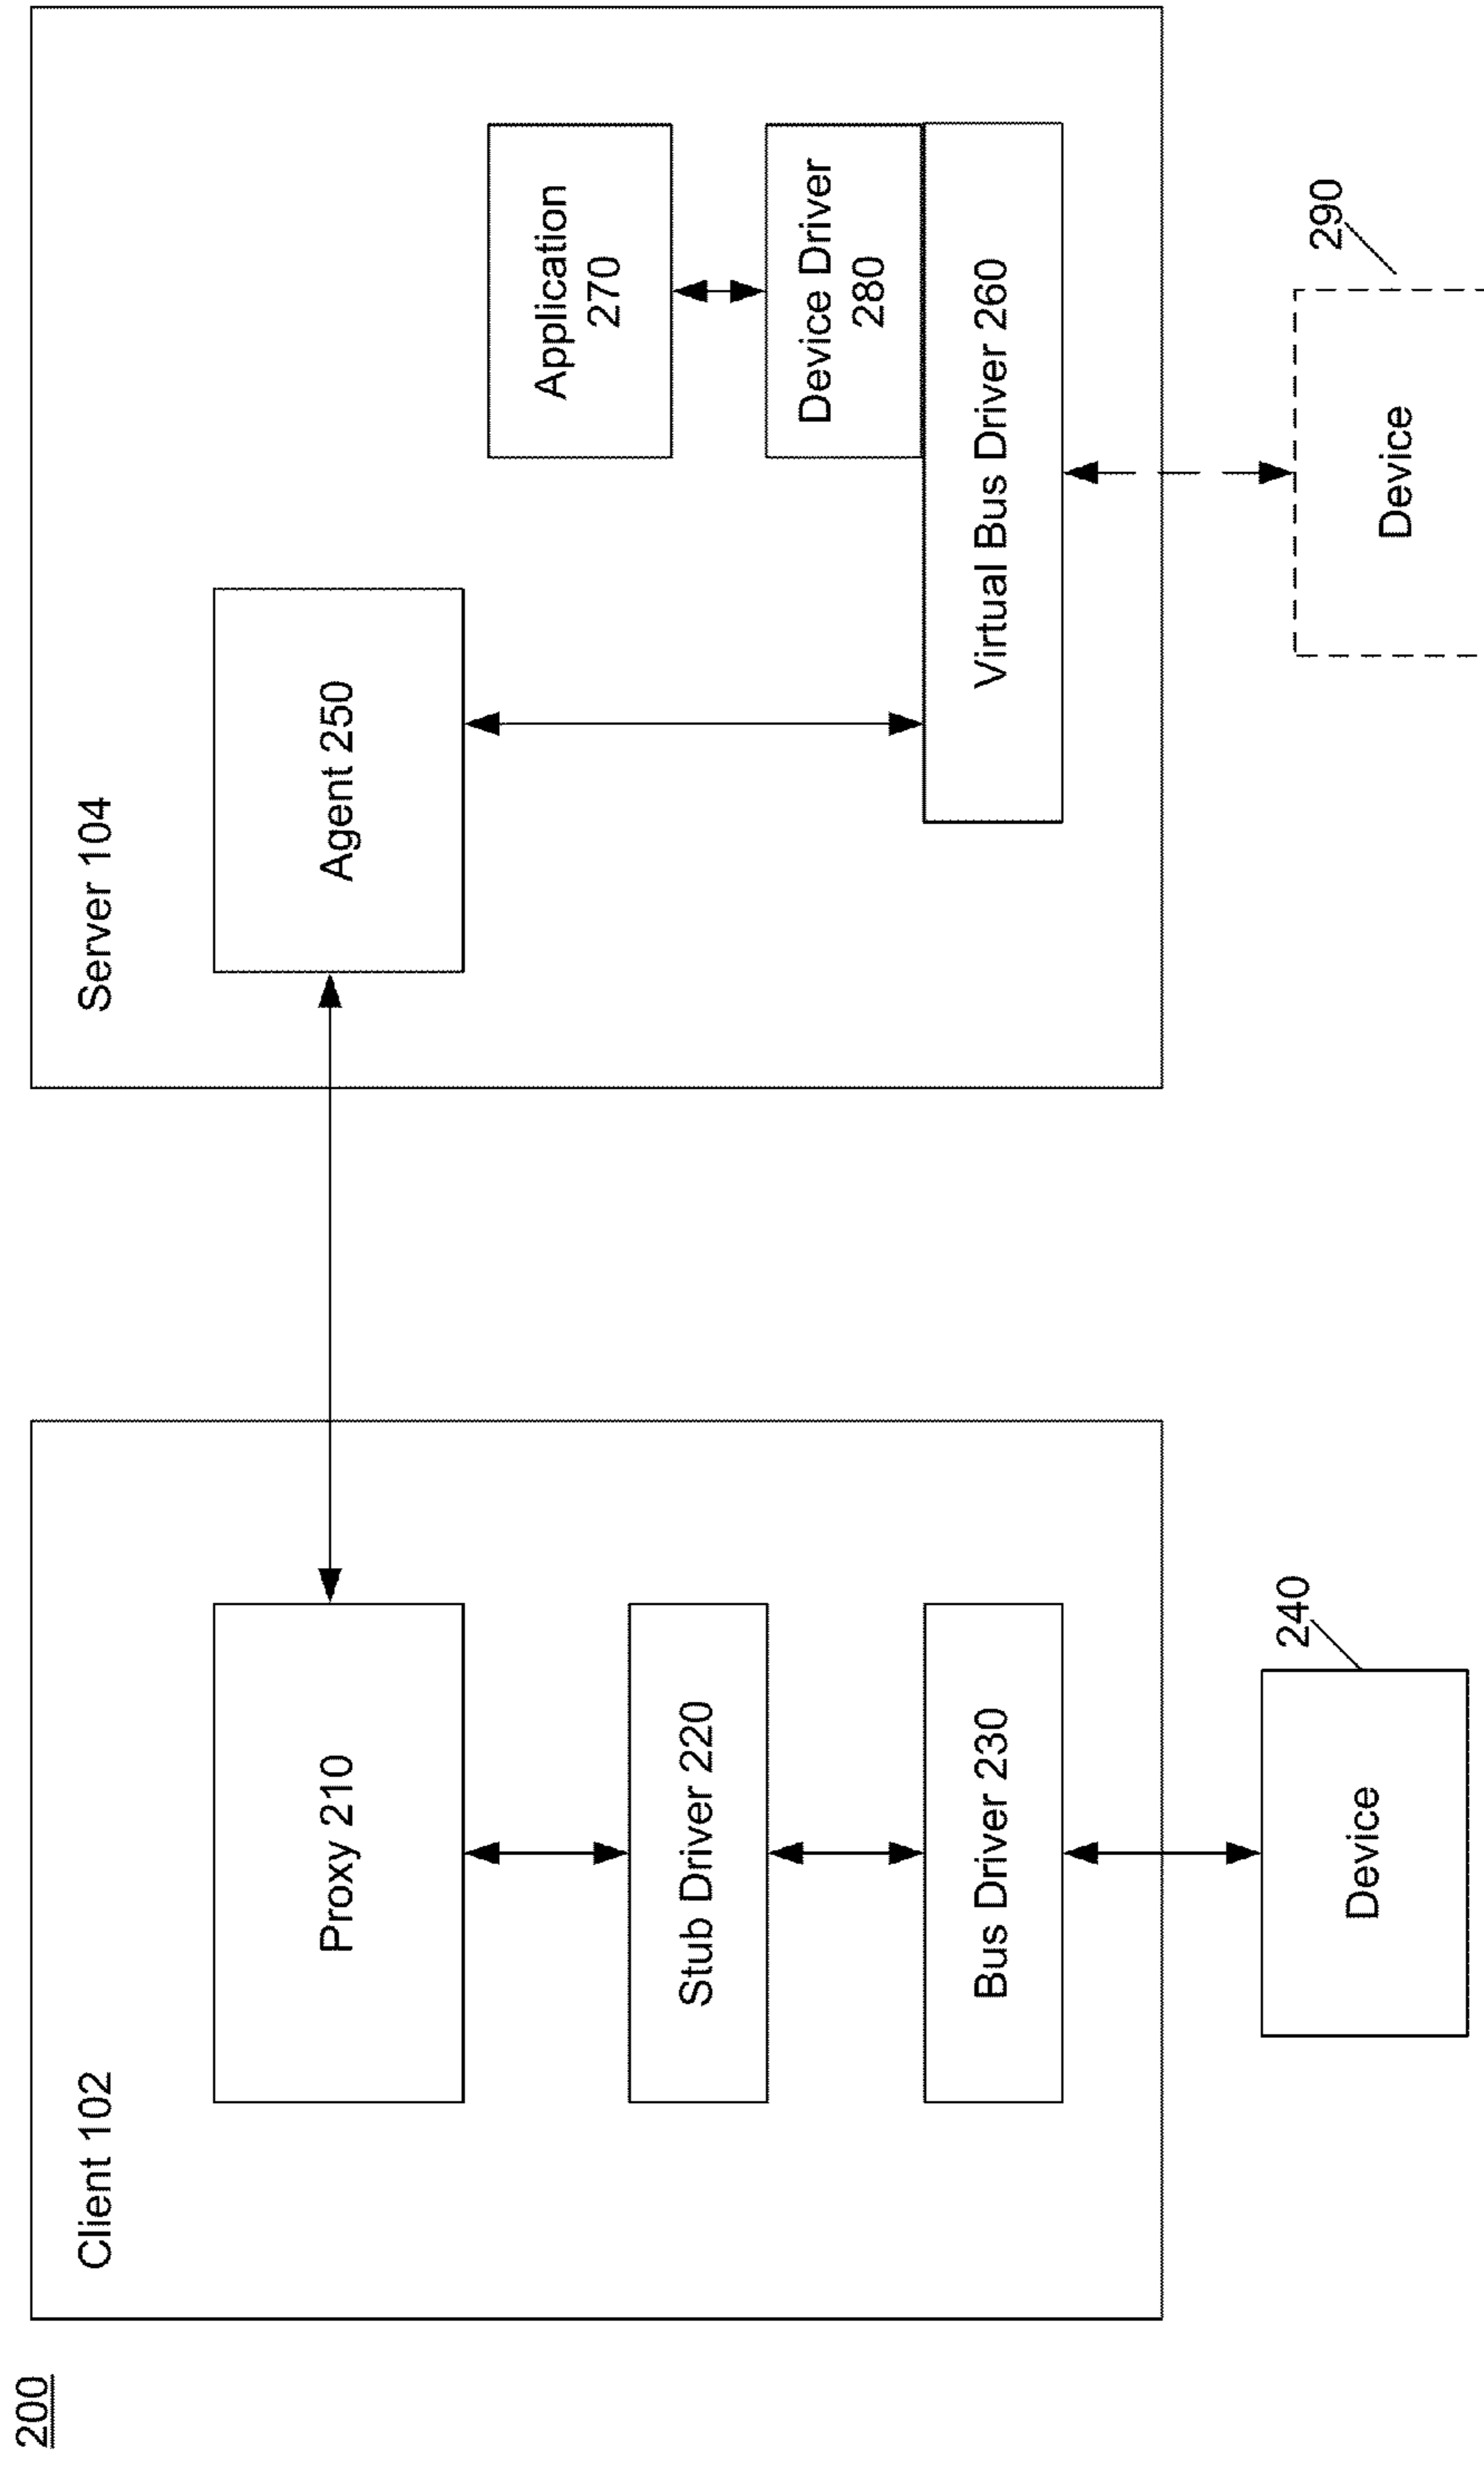 200
Client 102
Proxy 210
Stub Driver 220
Bus Driver 230
Device
240
Server 104
Agent 250
Application
270
Device Driver
280
Virtual Bus Driver 260
Device
290